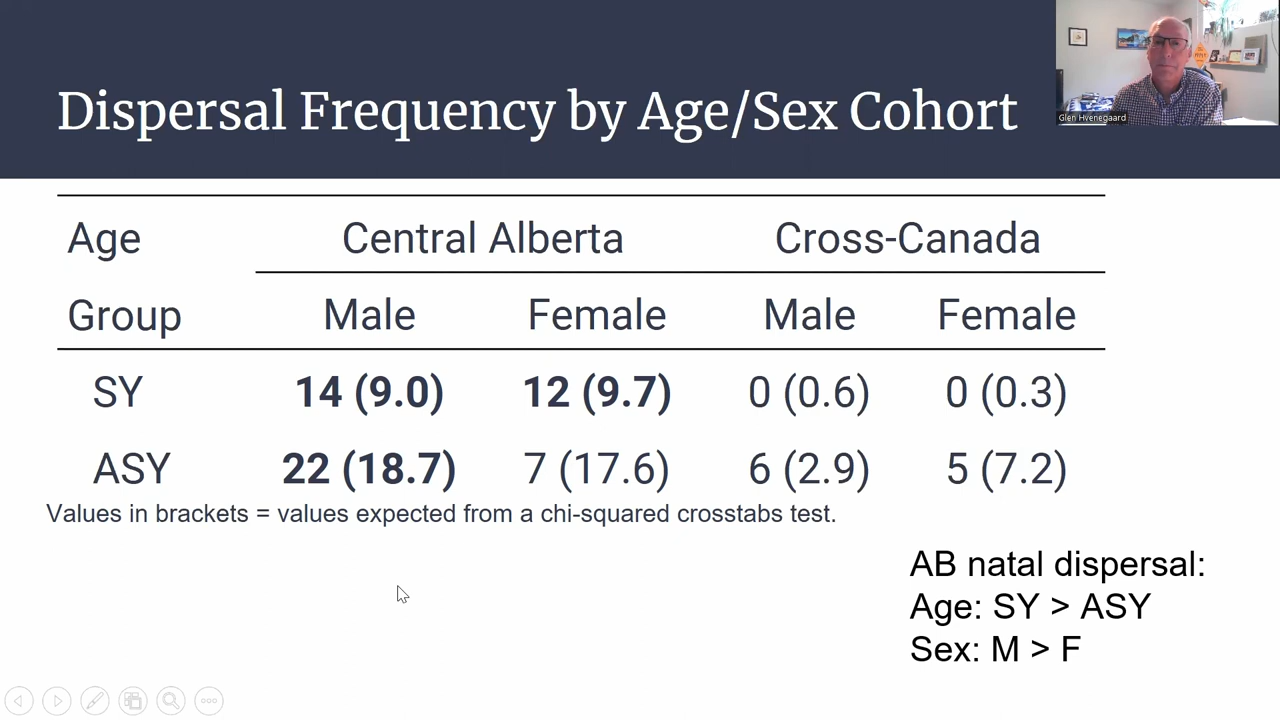 Dispersal Frequency by Age/Sex Cohort
Glen Hvenegaard
Age Central Alberta Cross-Canada
Group Male Female Male Female
SY 14 (9.0) 12 (9.7) 0 (0.6) 0 (0.3)
ASY 22 (18.7) 7 (17.6) 6 (2.9) 5 (7.2)
Values in brackets = values expected from a chi-squared crosstabs test.
AB natal dispersal:
Age: SY > ASY
Sex: M > F